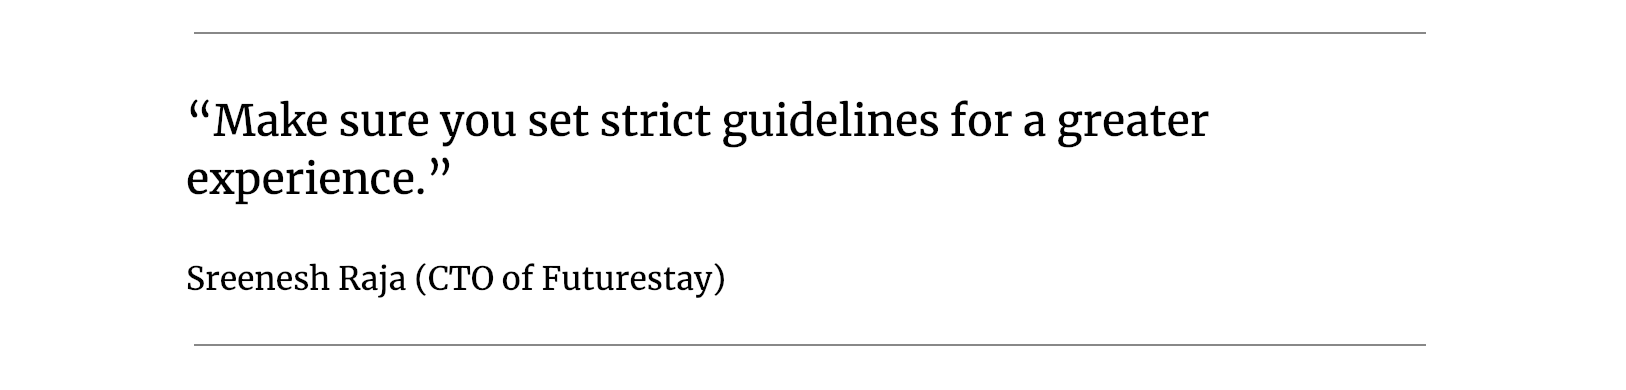 “Make sure you set strict guidelines for a greater
experience.”
Sreenesh Raja (CTO of Futurestay)